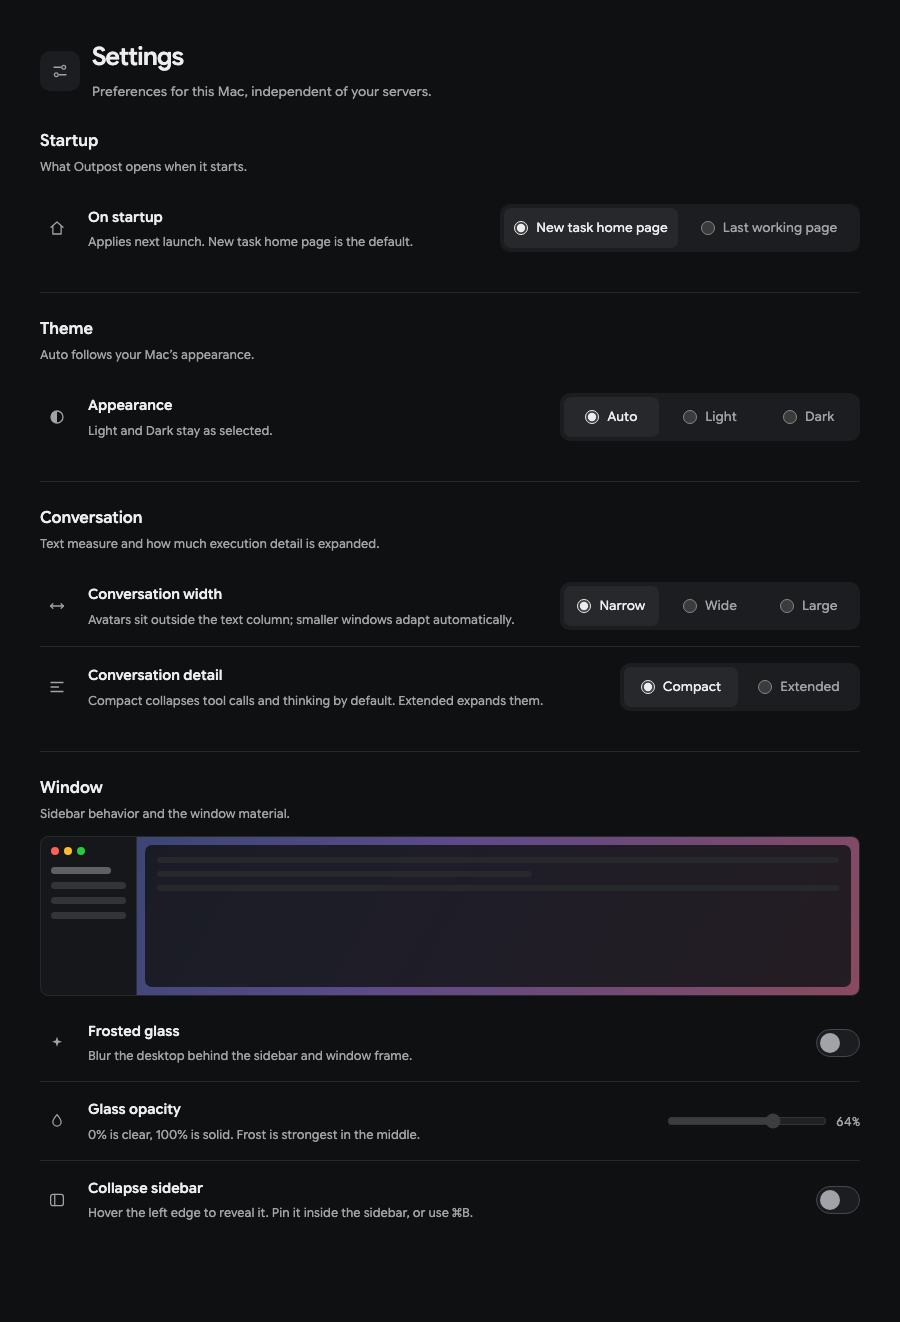 Settings
Preferences for this Mac, independent of your servers.
Startup
What Outpost opens when it starts.
On startup
Applies next launch. New task home page is the default.
New task home page
Last working page
Theme
Auto follows your Mac’s appearance.
Appearance
Light and Dark stay as selected.
Auto
Light
Dark
Conversation
Text measure and how much execution detail is expanded.
Conversation width
Avatars sit outside the text column; smaller windows adapt automatically.
Narrow
Wide
Large
Conversation detail
Compact collapses tool calls and thinking by default. Extended expands them.
Compact
Extended
Window
Sidebar behavior and the window material.
Frosted glass
Blur the desktop behind the sidebar and window frame.
Glass opacity
0% is clear, 100% is solid. Frost is strongest in the middle.
64%
Collapse sidebar
Hover the left edge to reveal it. Pin it inside the sidebar, or use ⌘B.